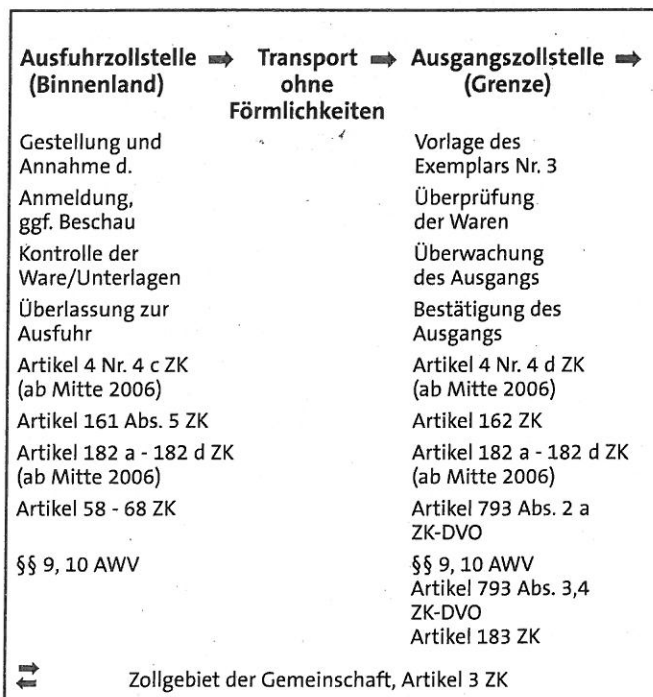 Ausfuhrzollstelle ➡ Transport ➡ Ausgangszollstelle ➡
(Binnenland) ohne (Grenze)
Förmlichkeiten
Gestellung und
Annahme d.
Anmeldung,
ggf. Beschau
Kontrolle der
Ware/Unterlagen
Überlassung zur
Ausfuhr
Artikel 4 Nr. 4 c ZK
(ab Mitte 2006)
Artikel 161 Abs. 5 ZK
Artikel 182 a - 182 d ZK
(ab Mitte 2006)
Artikel 58 - 68 ZK
§§ 9, 10 AWV
Vorlage des
Exemplars Nr. 3
Überprüfung
der Waren
Überwachung
des Ausgangs
Bestätigung des
Ausgangs
Artikel 4 Nr. 4 d ZK
(ab Mitte 2006)
Artikel 162 ZK
Artikel 182 a - 182 d ZK
(ab Mitte 2006)
Artikel 793 Abs. 2 a
ZK-DVO
§§ 9, 10 AWV
Artikel 793 Abs. 3,4
ZK-DVO
Artikel 183 ZK
Zollgebiet der Gemeinschaft, Artikel 3 ZK